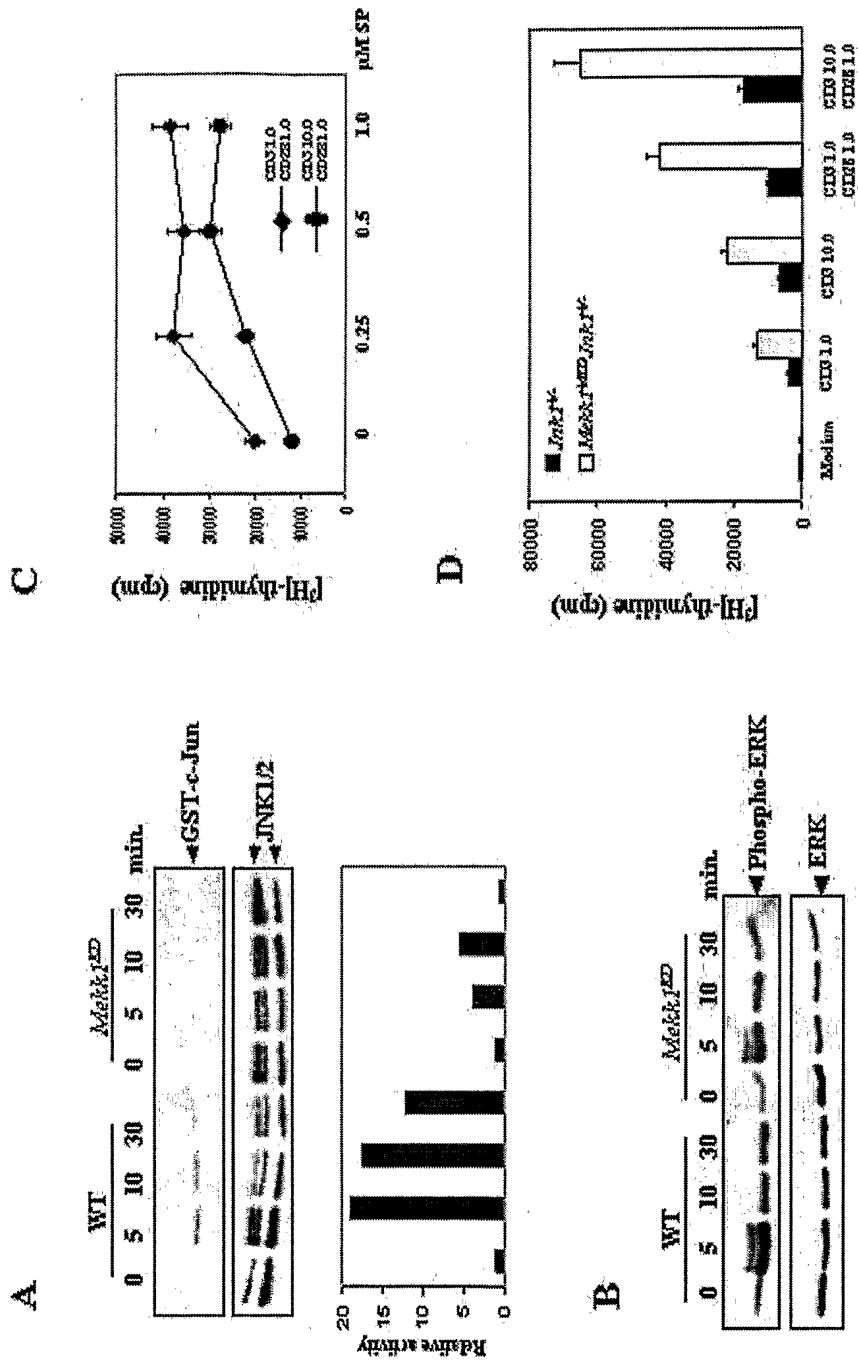 A
WT
Mekk1ᴷᴰ
0 5 10 30 0 5 10 30 min.
GST-c-Jun
JNK1/2
Relative activity
20
15
10
5
0
B
WT
Mekk1ᴷᴰ
0 5 10 30 0 5 10 30 min.
Phospho-ERK
ERK
C
[³H]-thymidine (cpm)
50000
40000
30000
20000
10000
0
CD3 1.0
CD28 1.0
CD3 10.0
CD28 1.0
0 0.25 0.5 1.0 µM SP
D
[³H]-thymidine (cpm)
80000
60000
40000
20000
0
Medium
CD3 1.0
CD3 10.0
CD3 1.0
CD28 1.0
CD3 10.0
CD28 1.0